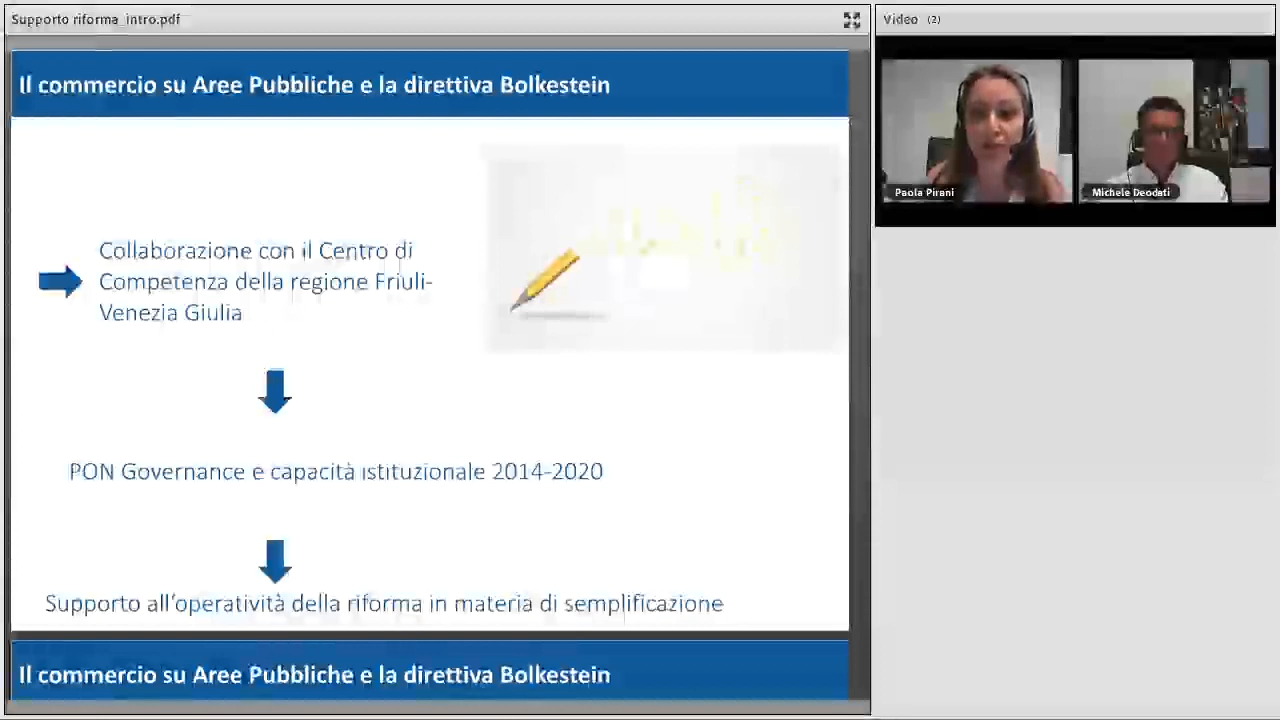 Supporto riforma_intro.pdf
Video (2)
Il commercio su Aree Pubbliche e la direttiva Bolkestein
Paola Pirani
Michele Deodati
Collaborazione con il Centro di
Competenza della regione Friuli-
Venezia Giulia
PON Governance e capacità istituzionale 2014-2020
Supporto all'operatività della riforma in materia di semplificazione
Il commercio su Aree Pubbliche e la direttiva Bolkestein